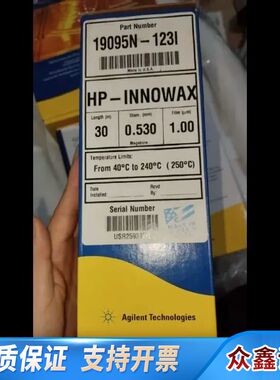 Part Number
19095N-123I
Made in U.S.A.
HP-INNOWAX
Length (m)
Diam. (mm)
Film (μm)
30
0.530
1.00
Megabore
Temperature Limits:
From 40°C to 240°C (250°C)
Date
Installed
Rcvd
By
Serial Number
Agilent Technologies
质保证 支持开票 众鑫